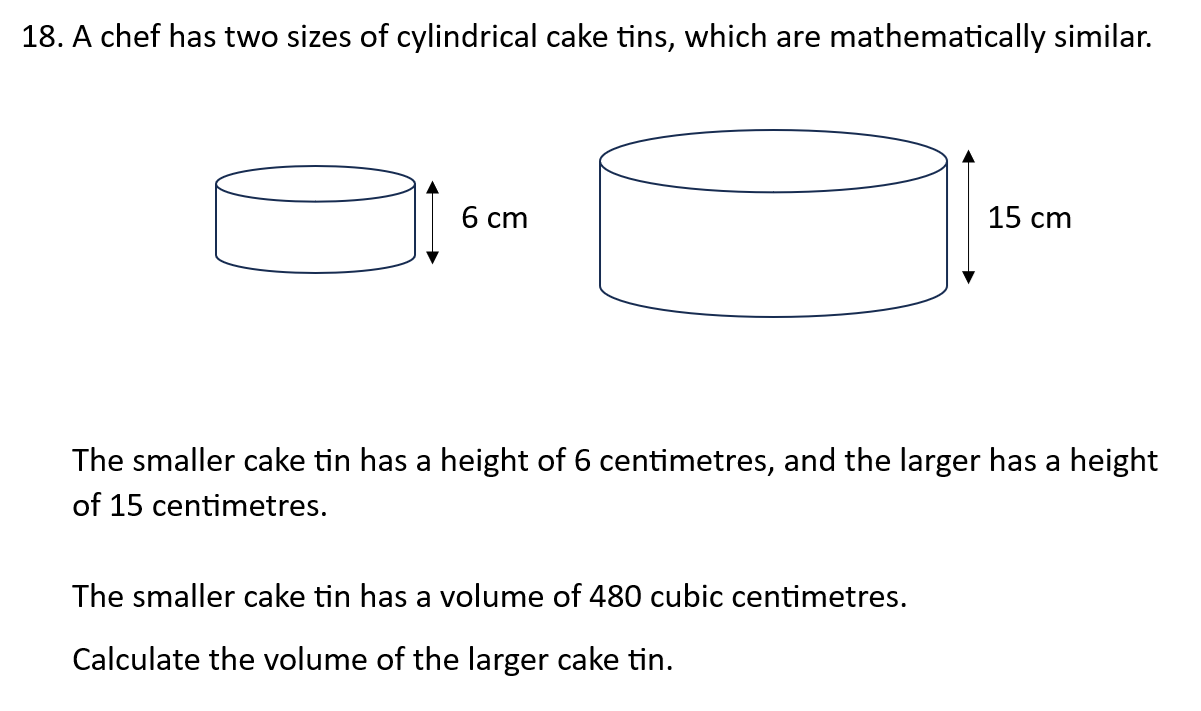 18. A chef has two sizes of cylindrical cake tins, which are mathematically similar.
6 cm
15 cm
The smaller cake tin has a height of 6 centimetres, and the larger has a height
of 15 centimetres.
The smaller cake tin has a volume of 480 cubic centimetres.
Calculate the volume of the larger cake tin.